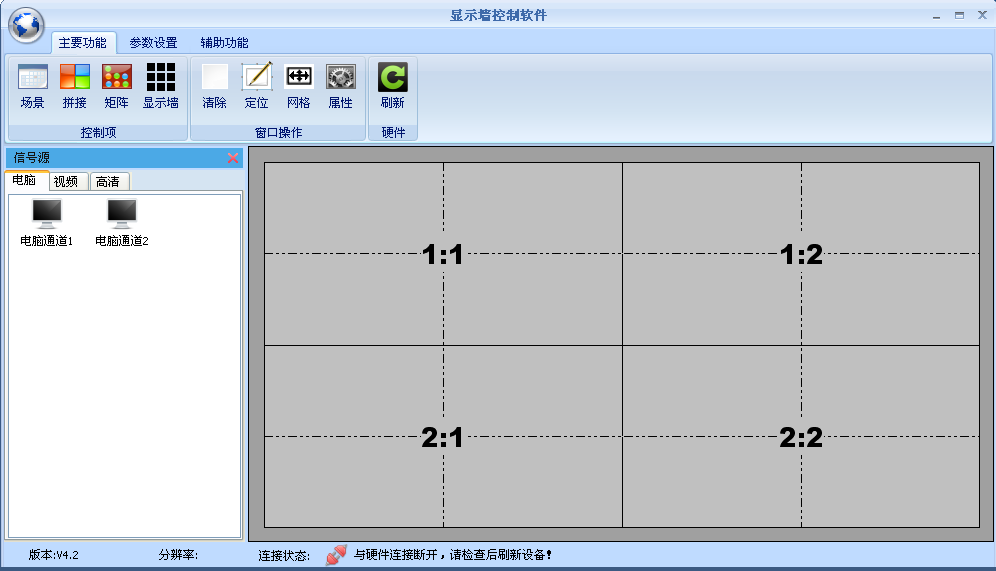 显示墙控制软件
主要功能 参数设置 辅助功能
场景 拼接 矩阵 显示墙 清除 定位 网格 属性 刷新
控制项 窗口操作 硬件
信号源
电脑 视频 高清
电脑通道1 电脑通道2
1:1 1:2
2:1 2:2
版本:V4.2 分辨率: 连接状态: 与硬件连接断开，请检查后刷新设备!